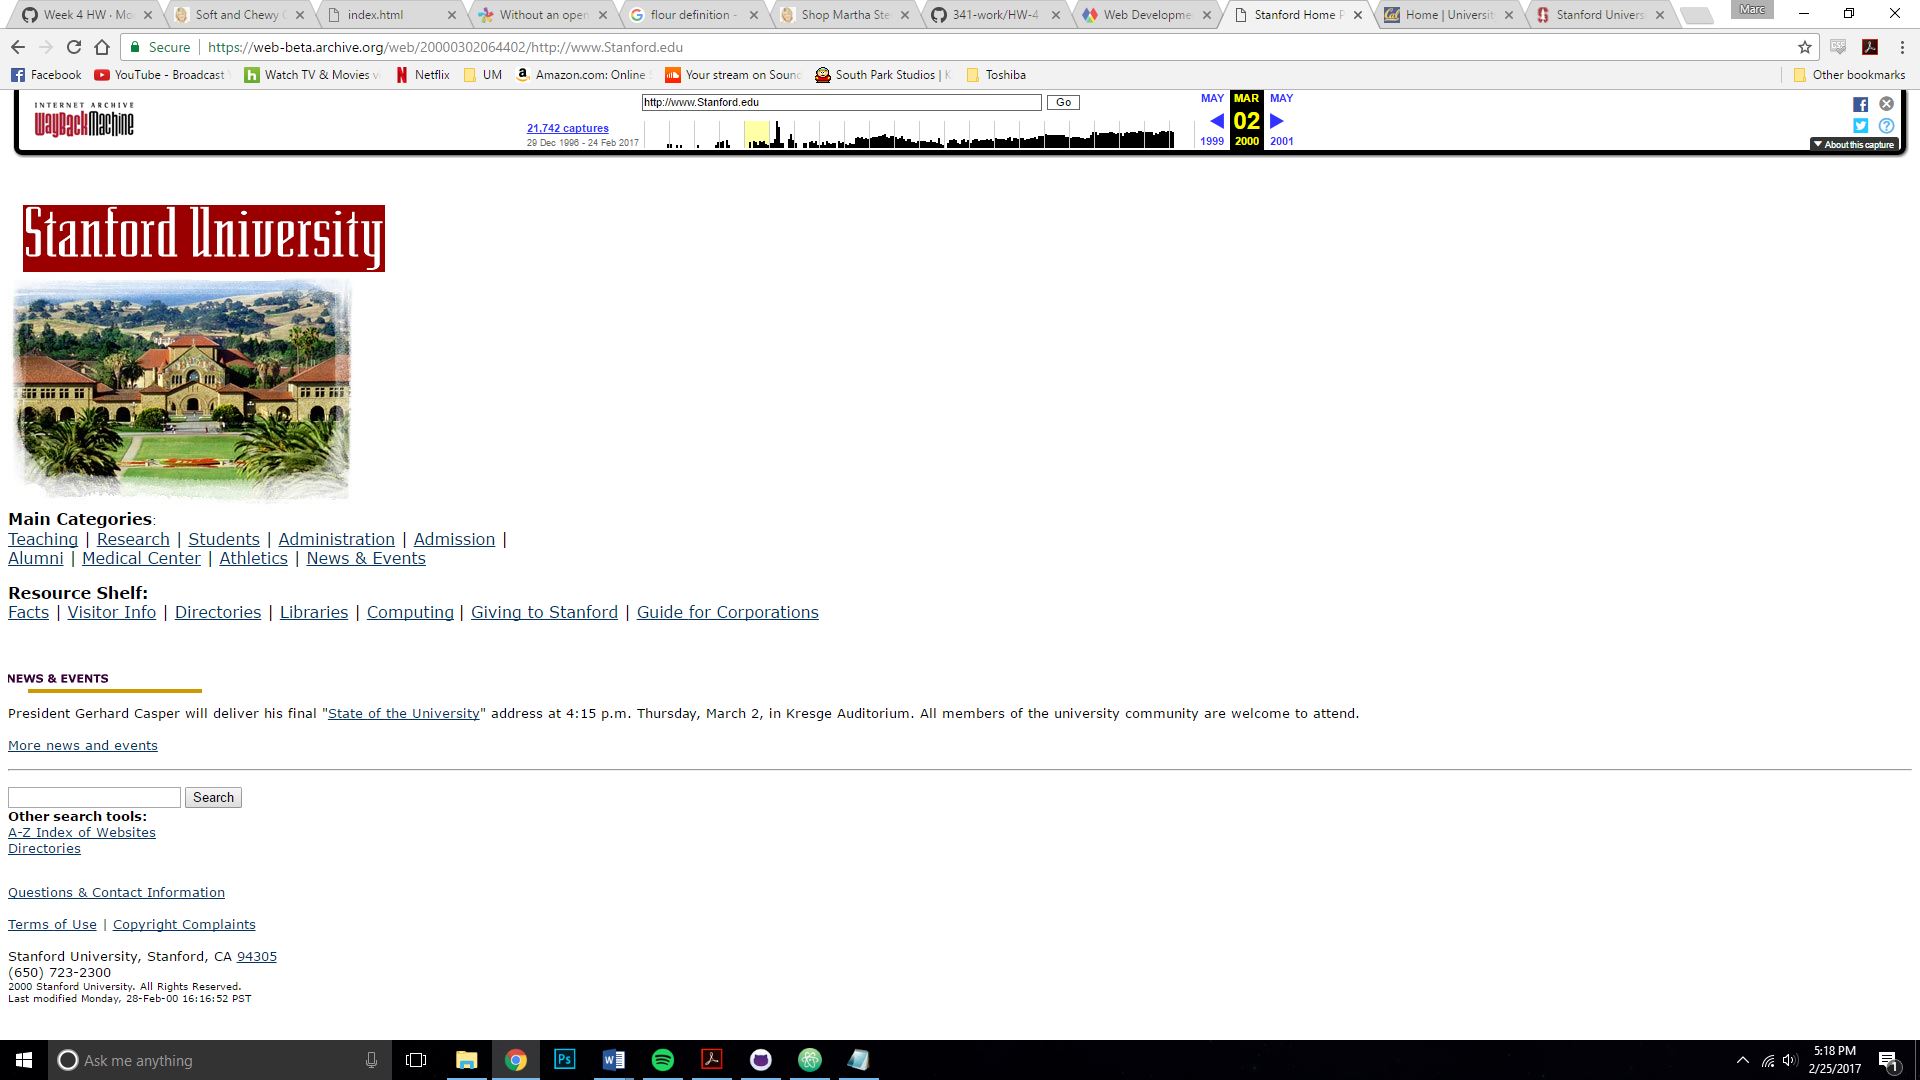 Week 4 HW · Mo
Soft and Chewy C
index.html
Without an open
flour definition -
Shop Martha Ste
341-work/HW-4
Web Developme
Stanford Home P
Home | Universit
Stanford Univers
Marc
Secure
https://web-beta.archive.org/web/20000302064402/http://www.Stanford.edu
Facebook
YouTube - Broadcast Y
Watch TV & Movies v
Netflix
UM
Amazon.com: Online S
Your stream on Sound
South Park Studios | K
Toshiba
Other bookmarks
INTERNET ARCHIVE
WayBackMachine
http://www.Stanford.edu
Go
21,742 captures
29 Dec 1996 - 24 Feb 2017
MAY MAR MAY
02
1999 2000 2001
About this capture
Stanford University
Main Categories:
Teaching | Research | Students | Administration | Admission |
Alumni | Medical Center | Athletics | News & Events
Resource Shelf:
Facts | Visitor Info | Directories | Libraries | Computing | Giving to Stanford | Guide for Corporations
NEWS & EVENTS
President Gerhard Casper will deliver his final "State of the University" address at 4:15 p.m. Thursday, March 2, in Kresge Auditorium. All members of the university community are welcome to attend.
More news and events
Search
Other search tools:
A-Z Index of Websites
Directories
Questions & Contact Information
Terms of Use | Copyright Complaints
Stanford University, Stanford, CA 94305
(650) 723-2300
2000 Stanford University. All Rights Reserved.
Last modified Monday, 28-Feb-00 16:16:52 PST
Ask me anything
Ps
W
5:18 PM
2/25/2017
1